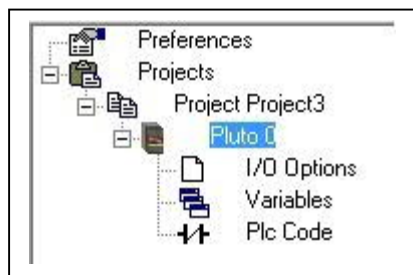 Preferences
Projects
Project Project3
Pluto 0
I/O Options
Variables
Plc Code